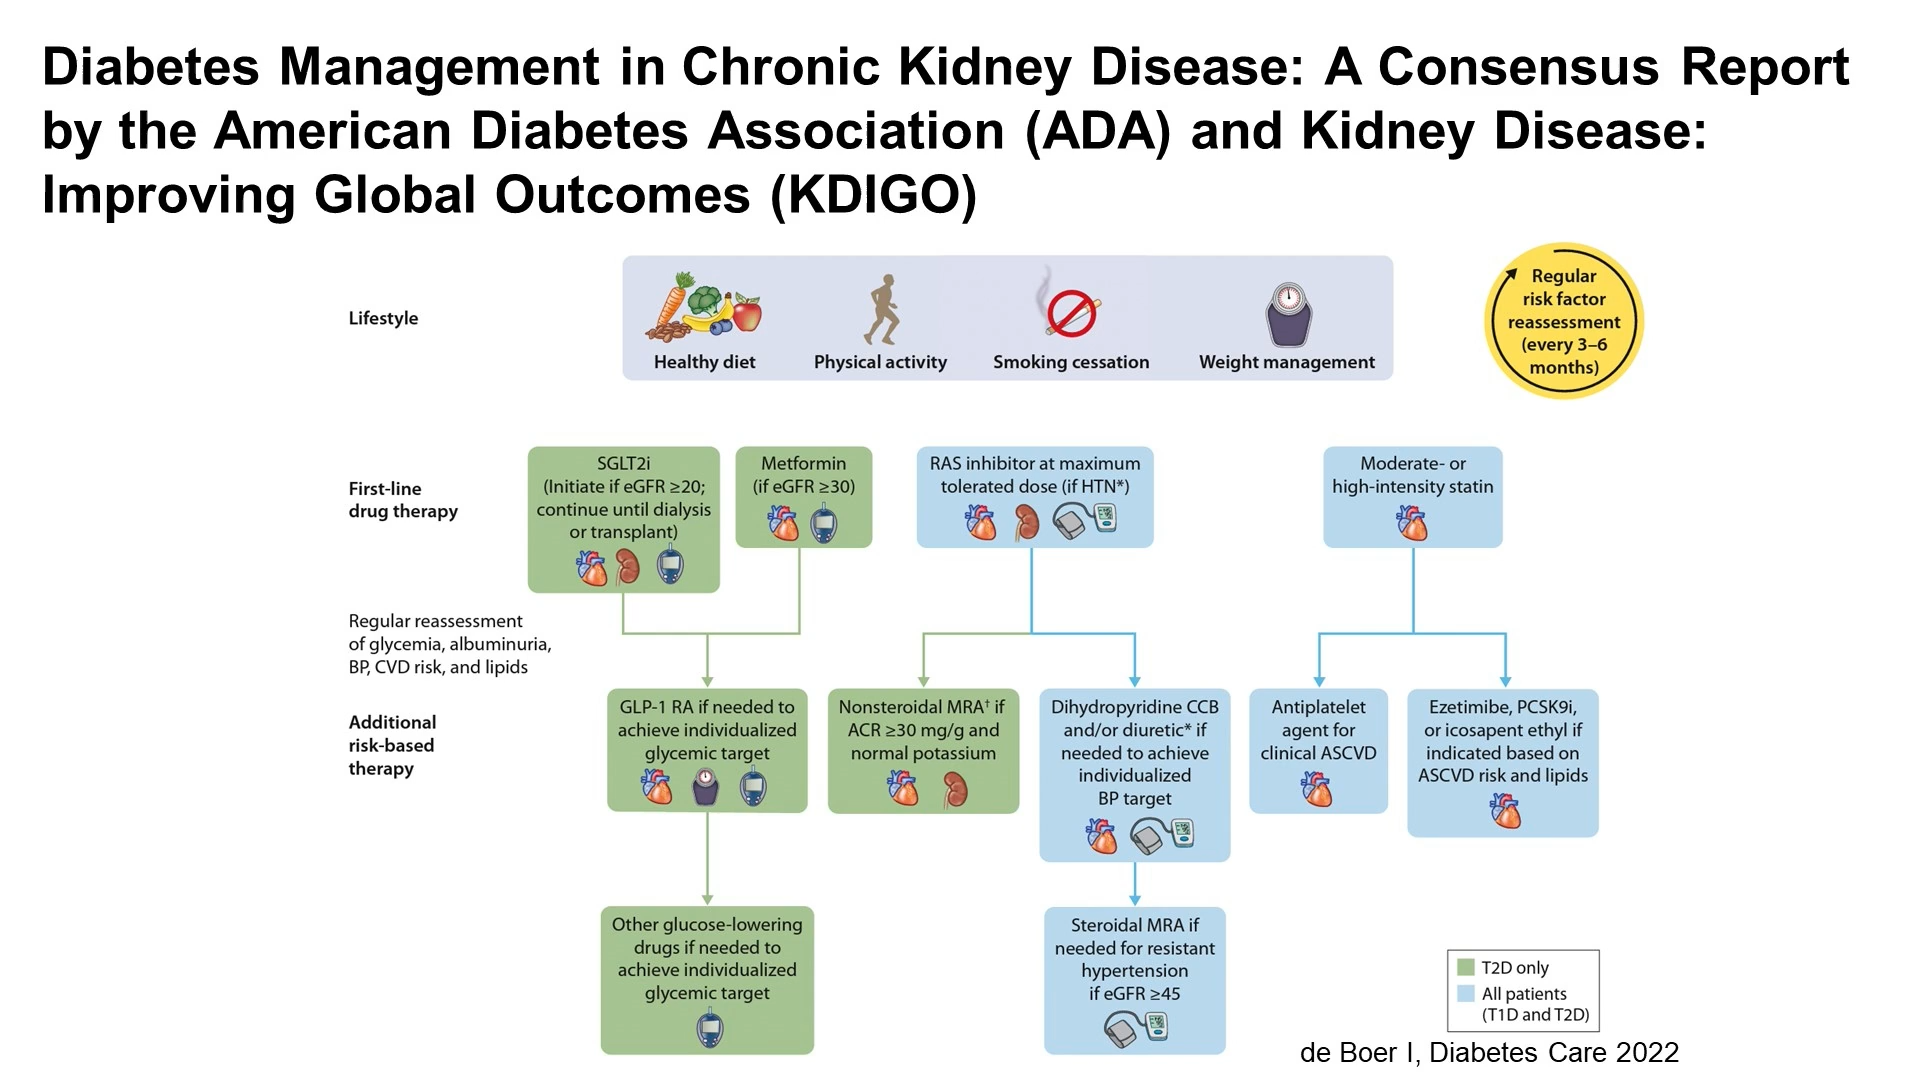 Diabetes Management in Chronic Kidney Disease: A Consensus Report
by the American Diabetes Association (ADA) and Kidney Disease:
Improving Global Outcomes (KDIGO)
Lifestyle
Healthy diet
Physical activity
Smoking cessation
Weight management
Regular
risk factor
reassessment
(every 3–6
months)
First-line
drug therapy
SGLT2i
(Initiate if eGFR ≥20;
continue until dialysis
or transplant)
Metformin
(if eGFR ≥30)
RAS inhibitor at maximum
tolerated dose (if HTN*)
Moderate- or
high-intensity statin
Regular reassessment
of glycemia, albuminuria,
BP, CVD risk, and lipids
Additional
risk-based
therapy
GLP-1 RA if needed to
achieve individualized
glycemic target
Nonsteroidal MRA† if
ACR ≥30 mg/g and
normal potassium
Dihydropyridine CCB
and/or diuretic* if
needed to achieve
individualized
BP target
Antiplatelet
agent for
clinical ASCVD
Ezetimibe, PCSK9i,
or icosapent ethyl if
indicated based on
ASCVD risk and lipids
Other glucose-lowering
drugs if needed to
achieve individualized
glycemic target
Steroidal MRA if
needed for resistant
hypertension
if eGFR ≥45
T2D only
All patients
(T1D and T2D)
de Boer I, Diabetes Care 2022